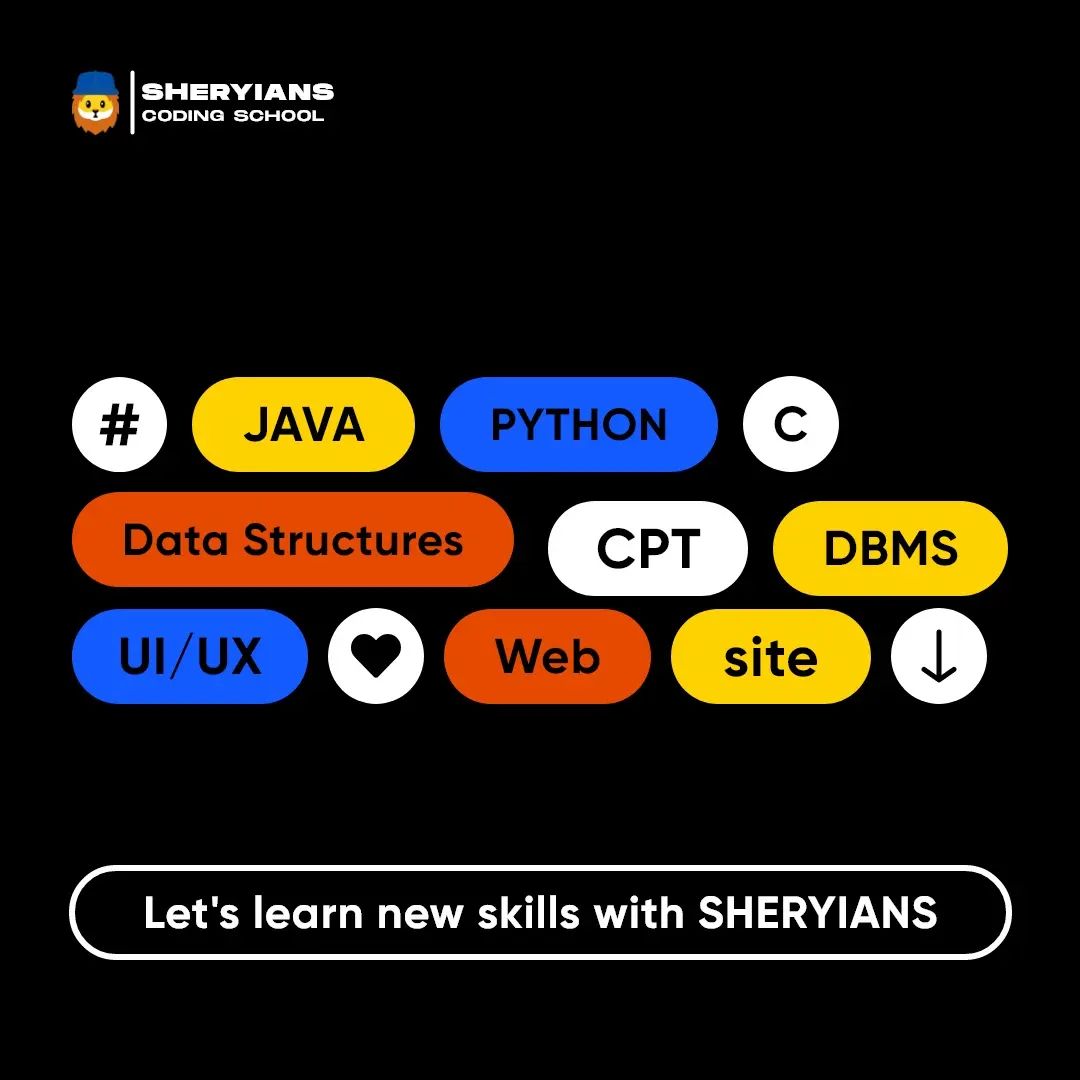 SHERYIANS
CODING SCHOOL
# JAVA PYTHON C
Data Structures CPT DBMS
UI/UX Web site
Let's learn new skills with SHERYIANS